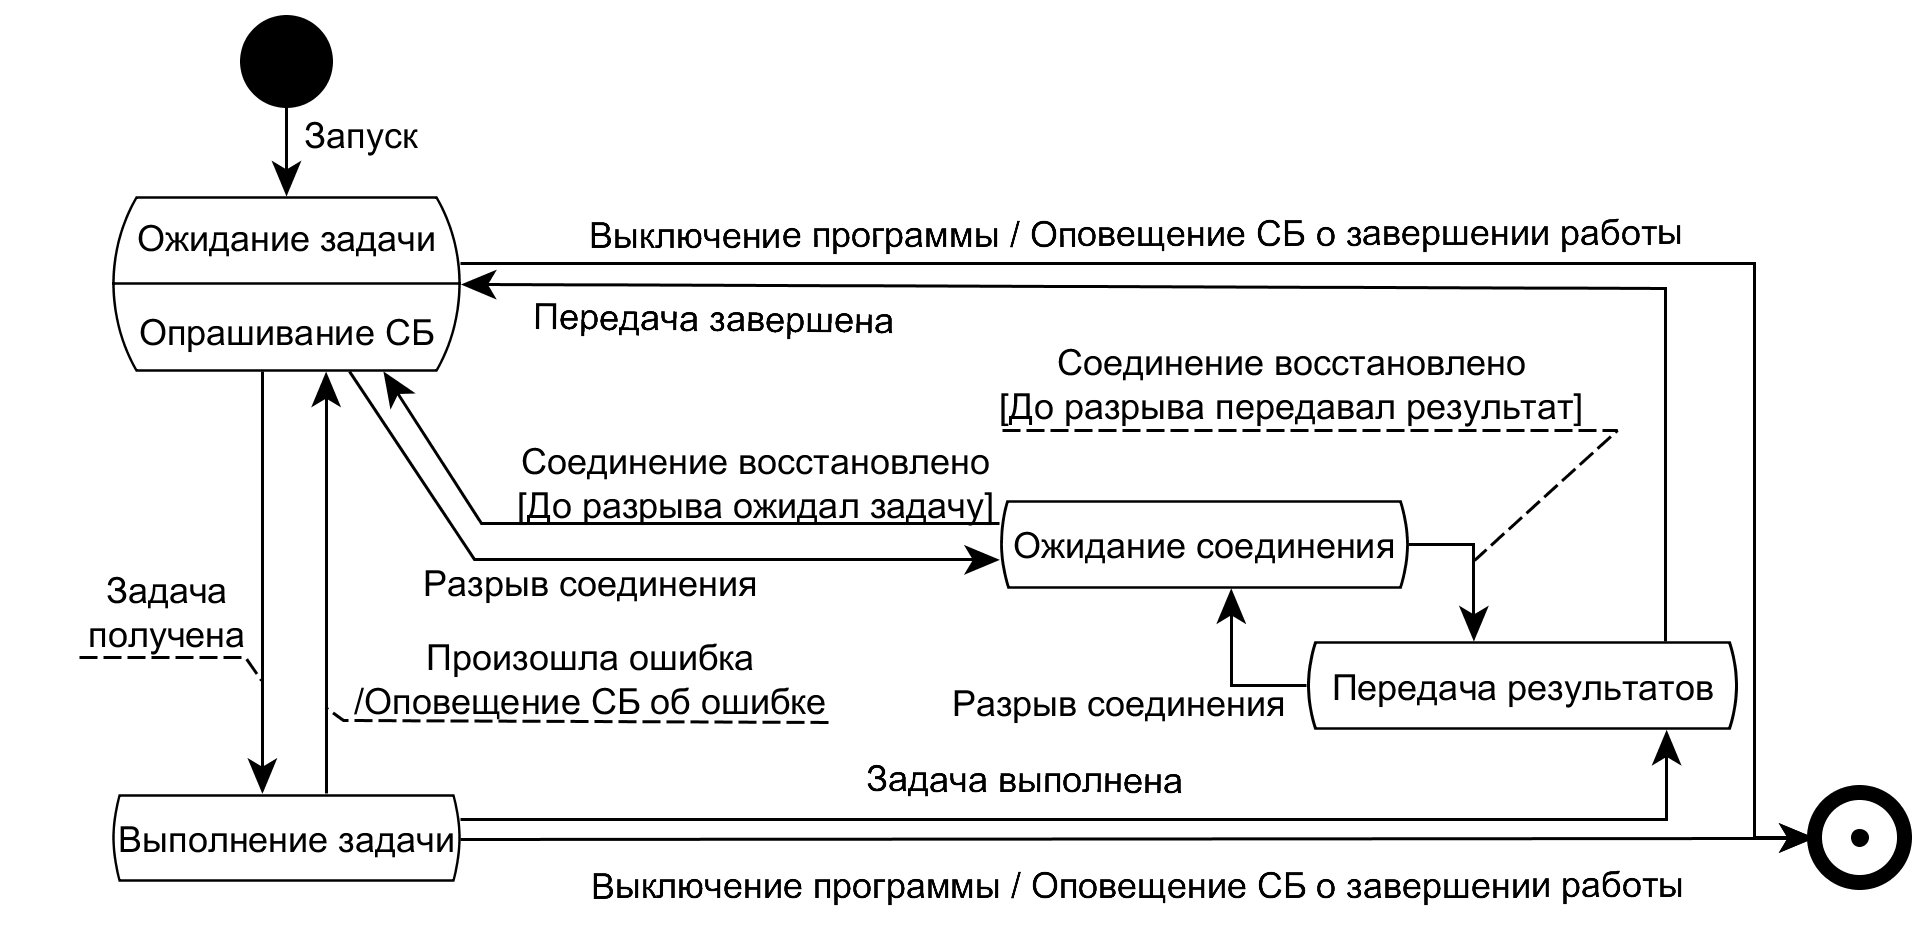 Запуск
Ожидание задачи
Опрашивание СБ
Выключение программы / Оповещение СБ о завершении работы
Передача завершена
Соединение восстановлено
[До разрыва передавал результат]
Соединение восстановлено
[До разрыва ожидал задачу]
Ожидание соединения
Разрыв соединения
Задача
получена
Произошла ошибка
/Оповещение СБ об ошибке
Разрыв соединения
Передача результатов
Задача выполнена
Выполнение задачи
Выключение программы / Оповещение СБ о завершении работы